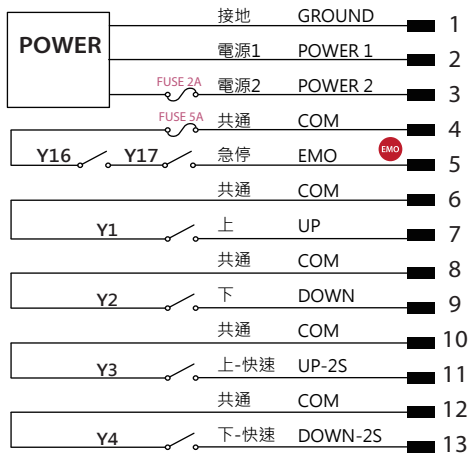 POWER
接地 GROUND 1
電源1 POWER 1 2
FUSE 2A 電源2 POWER 2 3
FUSE 5A 共通 COM 4
Y16 Y17 急停 EMO EMO 5
共通 COM 6
Y1 上 UP 7
共通 COM 8
Y2 下 DOWN 9
共通 COM 10
Y3 上-快速 UP-2S 11
共通 COM 12
Y4 下-快速 DOWN-2S 13